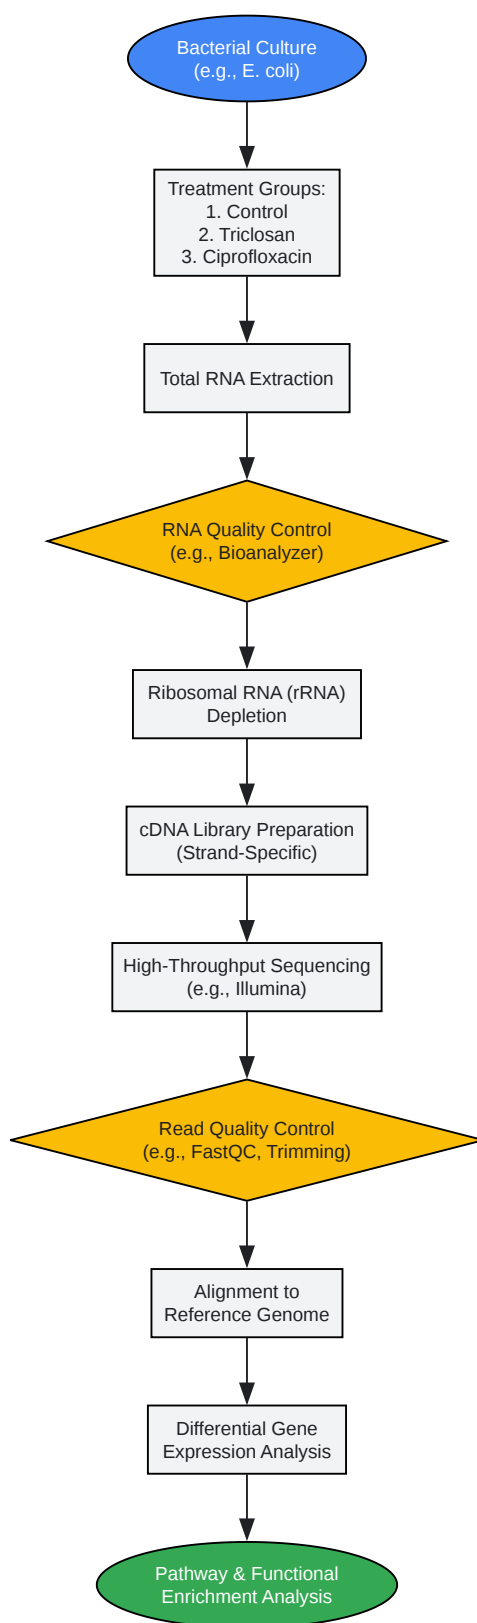 Bacterial Culture
(e.g., E. coli)
Treatment Groups:
1. Control
2. Triclosan
3. Ciprofloxacin
Total RNA Extraction
RNA Quality Control
(e.g., Bioanalyzer)
Ribosomal RNA (rRNA)
Depletion
cDNA Library Preparation
(Strand-Specific)
High-Throughput Sequencing
(e.g., Illumina)
Read Quality Control
(e.g., FastQC, Trimming)
Alignment to
Reference Genome
Differential Gene
Expression Analysis
Pathway & Functional
Enrichment Analysis